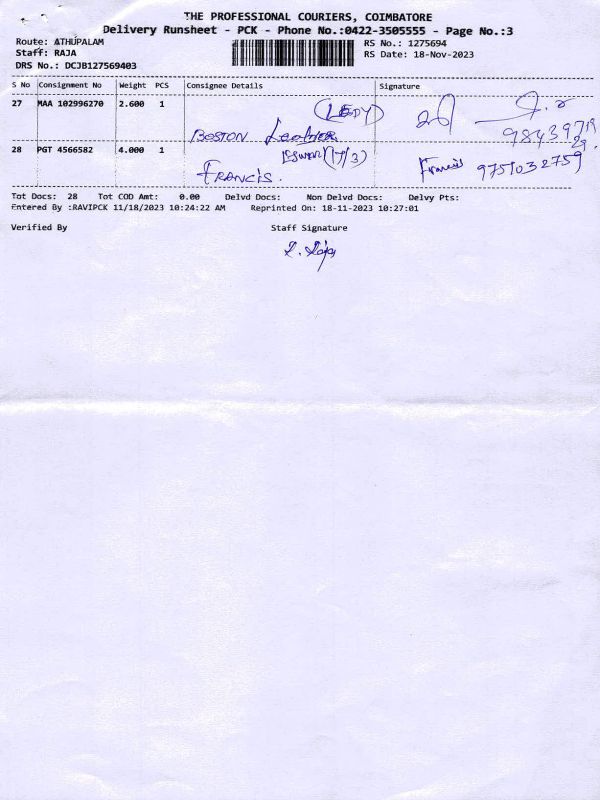 THE PROFESSIONAL COURIERS, COIMBATORE
Delivery Runsheet - PCK - Phone No.:0422-3505555 - Page No.:3
Route: ATHUPALAM
RS No.: 1275694
Staff: RAJA
RS Date: 18-Nov-2023
DRS No.: DCJB127569403
S No Consignment No Weight PCS Consignee Details Signature
27 MAA 102996270 2.600 1
BOSTON Leather
28 PGT 4566582 4.000 1
FRANCIS. Francis 9751032759
Tot Docs: 28 Tot COD Amt: 0.00 Delvd Docs: Non Delvd Docs: Delvy Pts:
Entered By :RAVIPCK 11/18/2023 10:24:22 AM Reprinted On: 18-11-2023 10:27:01
Verified By Staff Signature